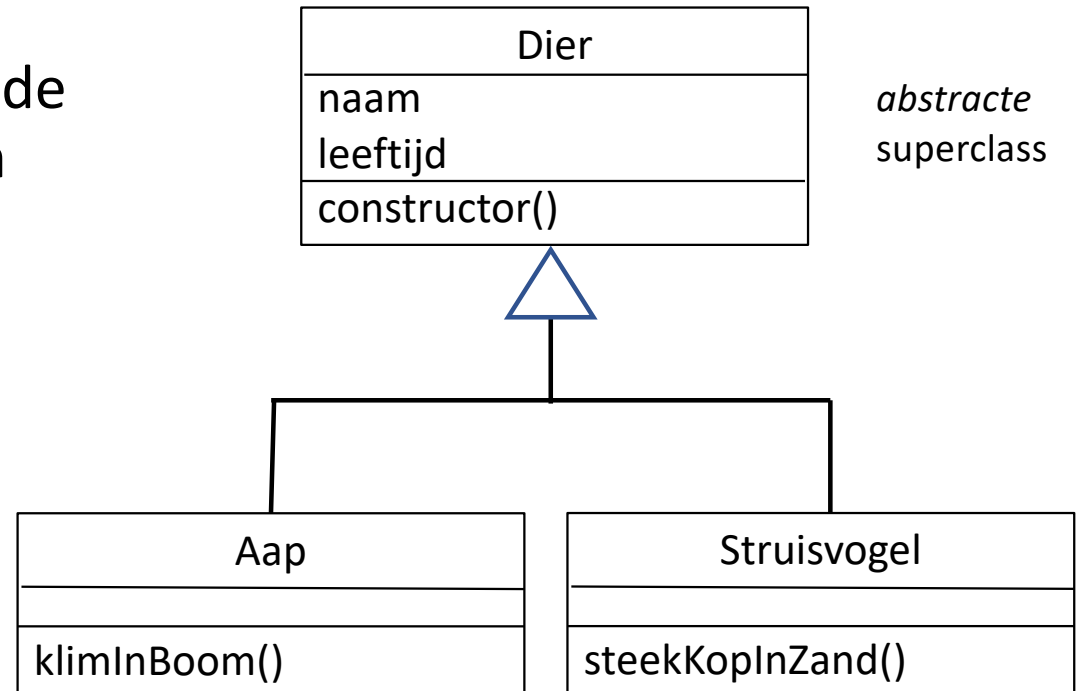 de
Dier
naam
leeftijd
constructor()
abstracte
superclass
Aap
klimInBoom()
Struisvogel
steekKopInZand()